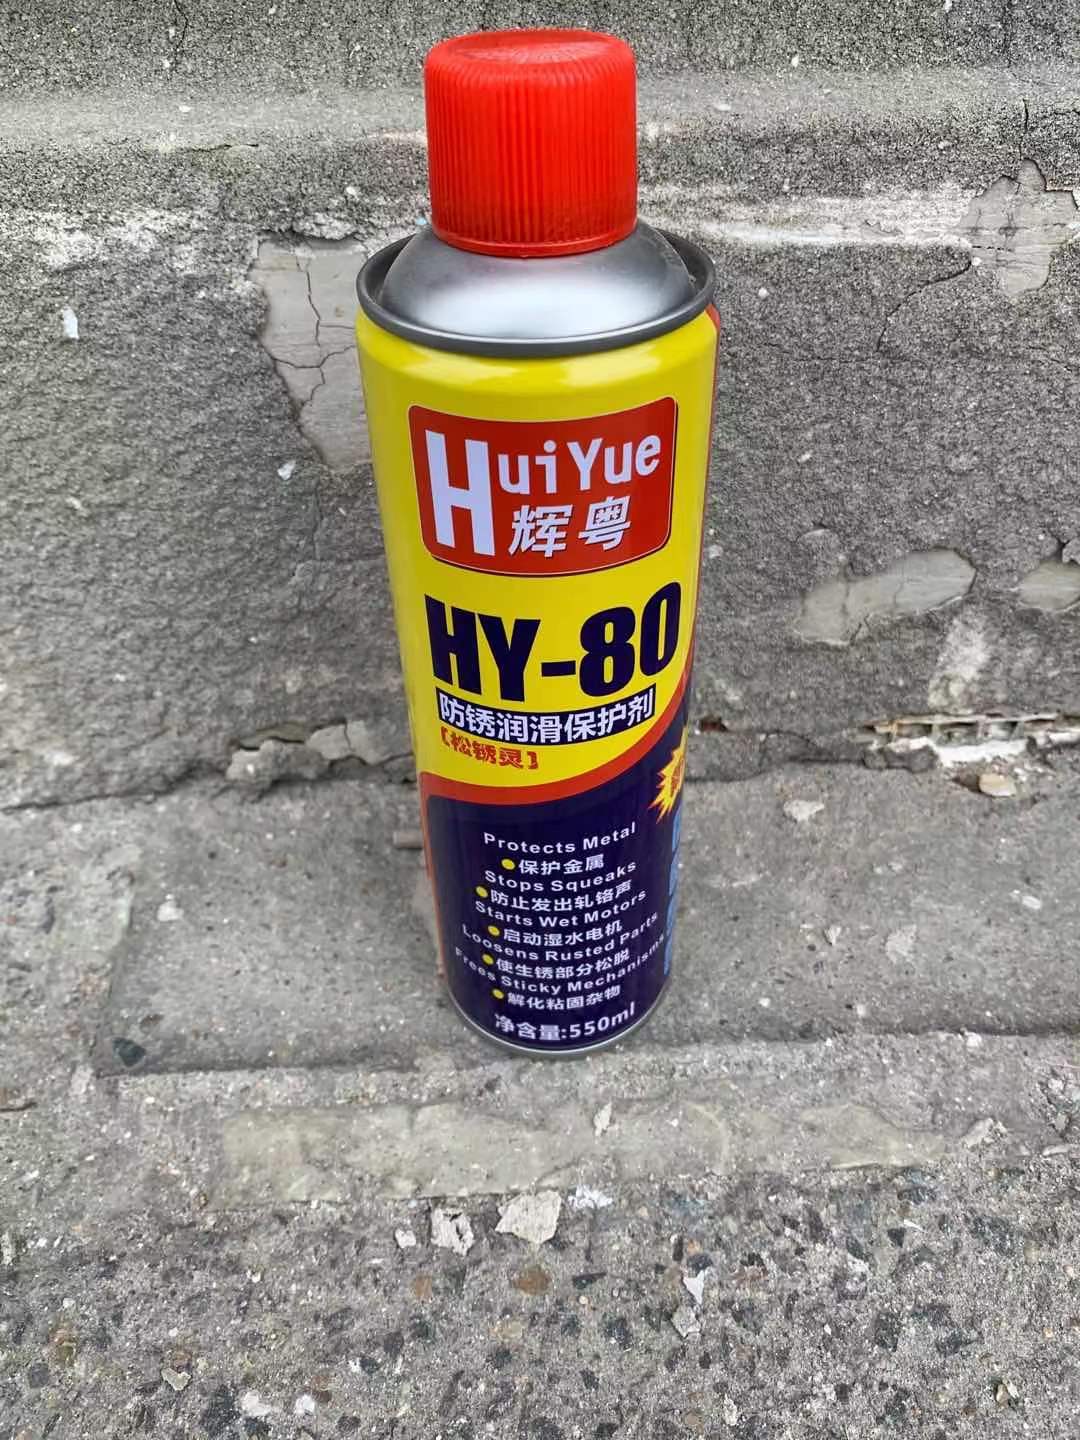 HuiYue
辉粤
HY-80
防锈润滑保护剂
【松锈灵】
Protects Metal
保护金属
Stops Squeaks
防止发出轧铬声
Starts Wet Motors
启动湿水电机
Loosens Rusted Parts
使生锈部分松脱
Frees Sticky Mechanisms
解化粘固杂物
净含量:550ml